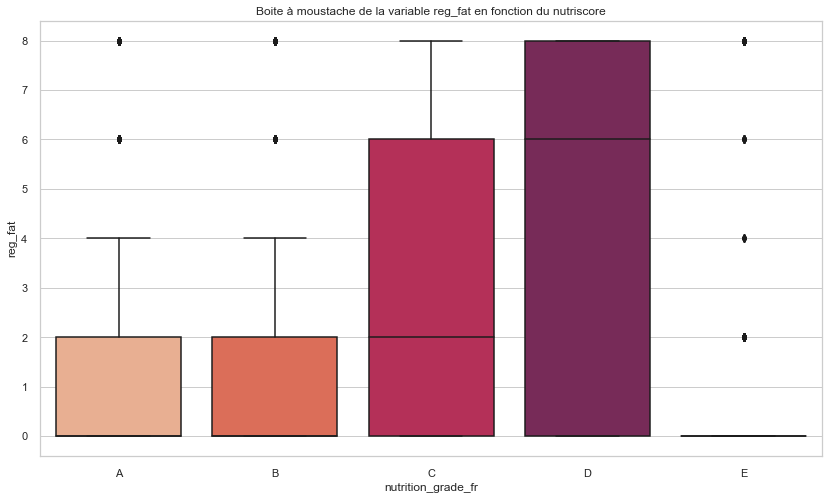 Boite à moustache de la variable reg_fat en fonction du nutriscore
8
7
6
5
4
3
2
1
0
reg_fat
A B C D E
nutrition_grade_fr